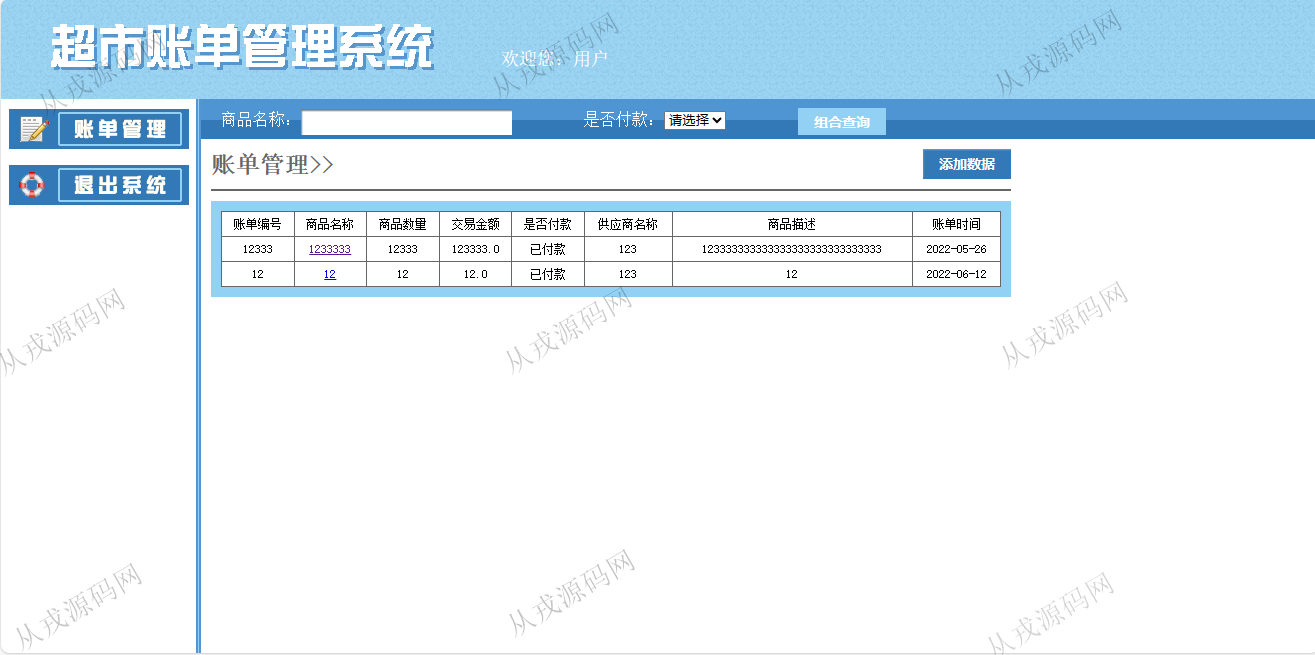 超市账单管理系统
欢迎您：用户
账单管理
退出系统
商品名称： 是否付款： 请选择 组合查询
账单管理>>
添加数据
账单编号 商品名称 商品数量 交易金额 是否付款 供应商名称 商品描述 账单时间
12333 1233333 12333 123333.0 已付款 123 123333333333333333333333333333 2022-05-26
12 12 12 12.0 已付款 123 12 2022-06-12
从戎源码网
从戎源码网
从戎源码网
从戎源码网
从戎源码网
从戎源码网
从戎源码网
从戎源码网
从戎源码网